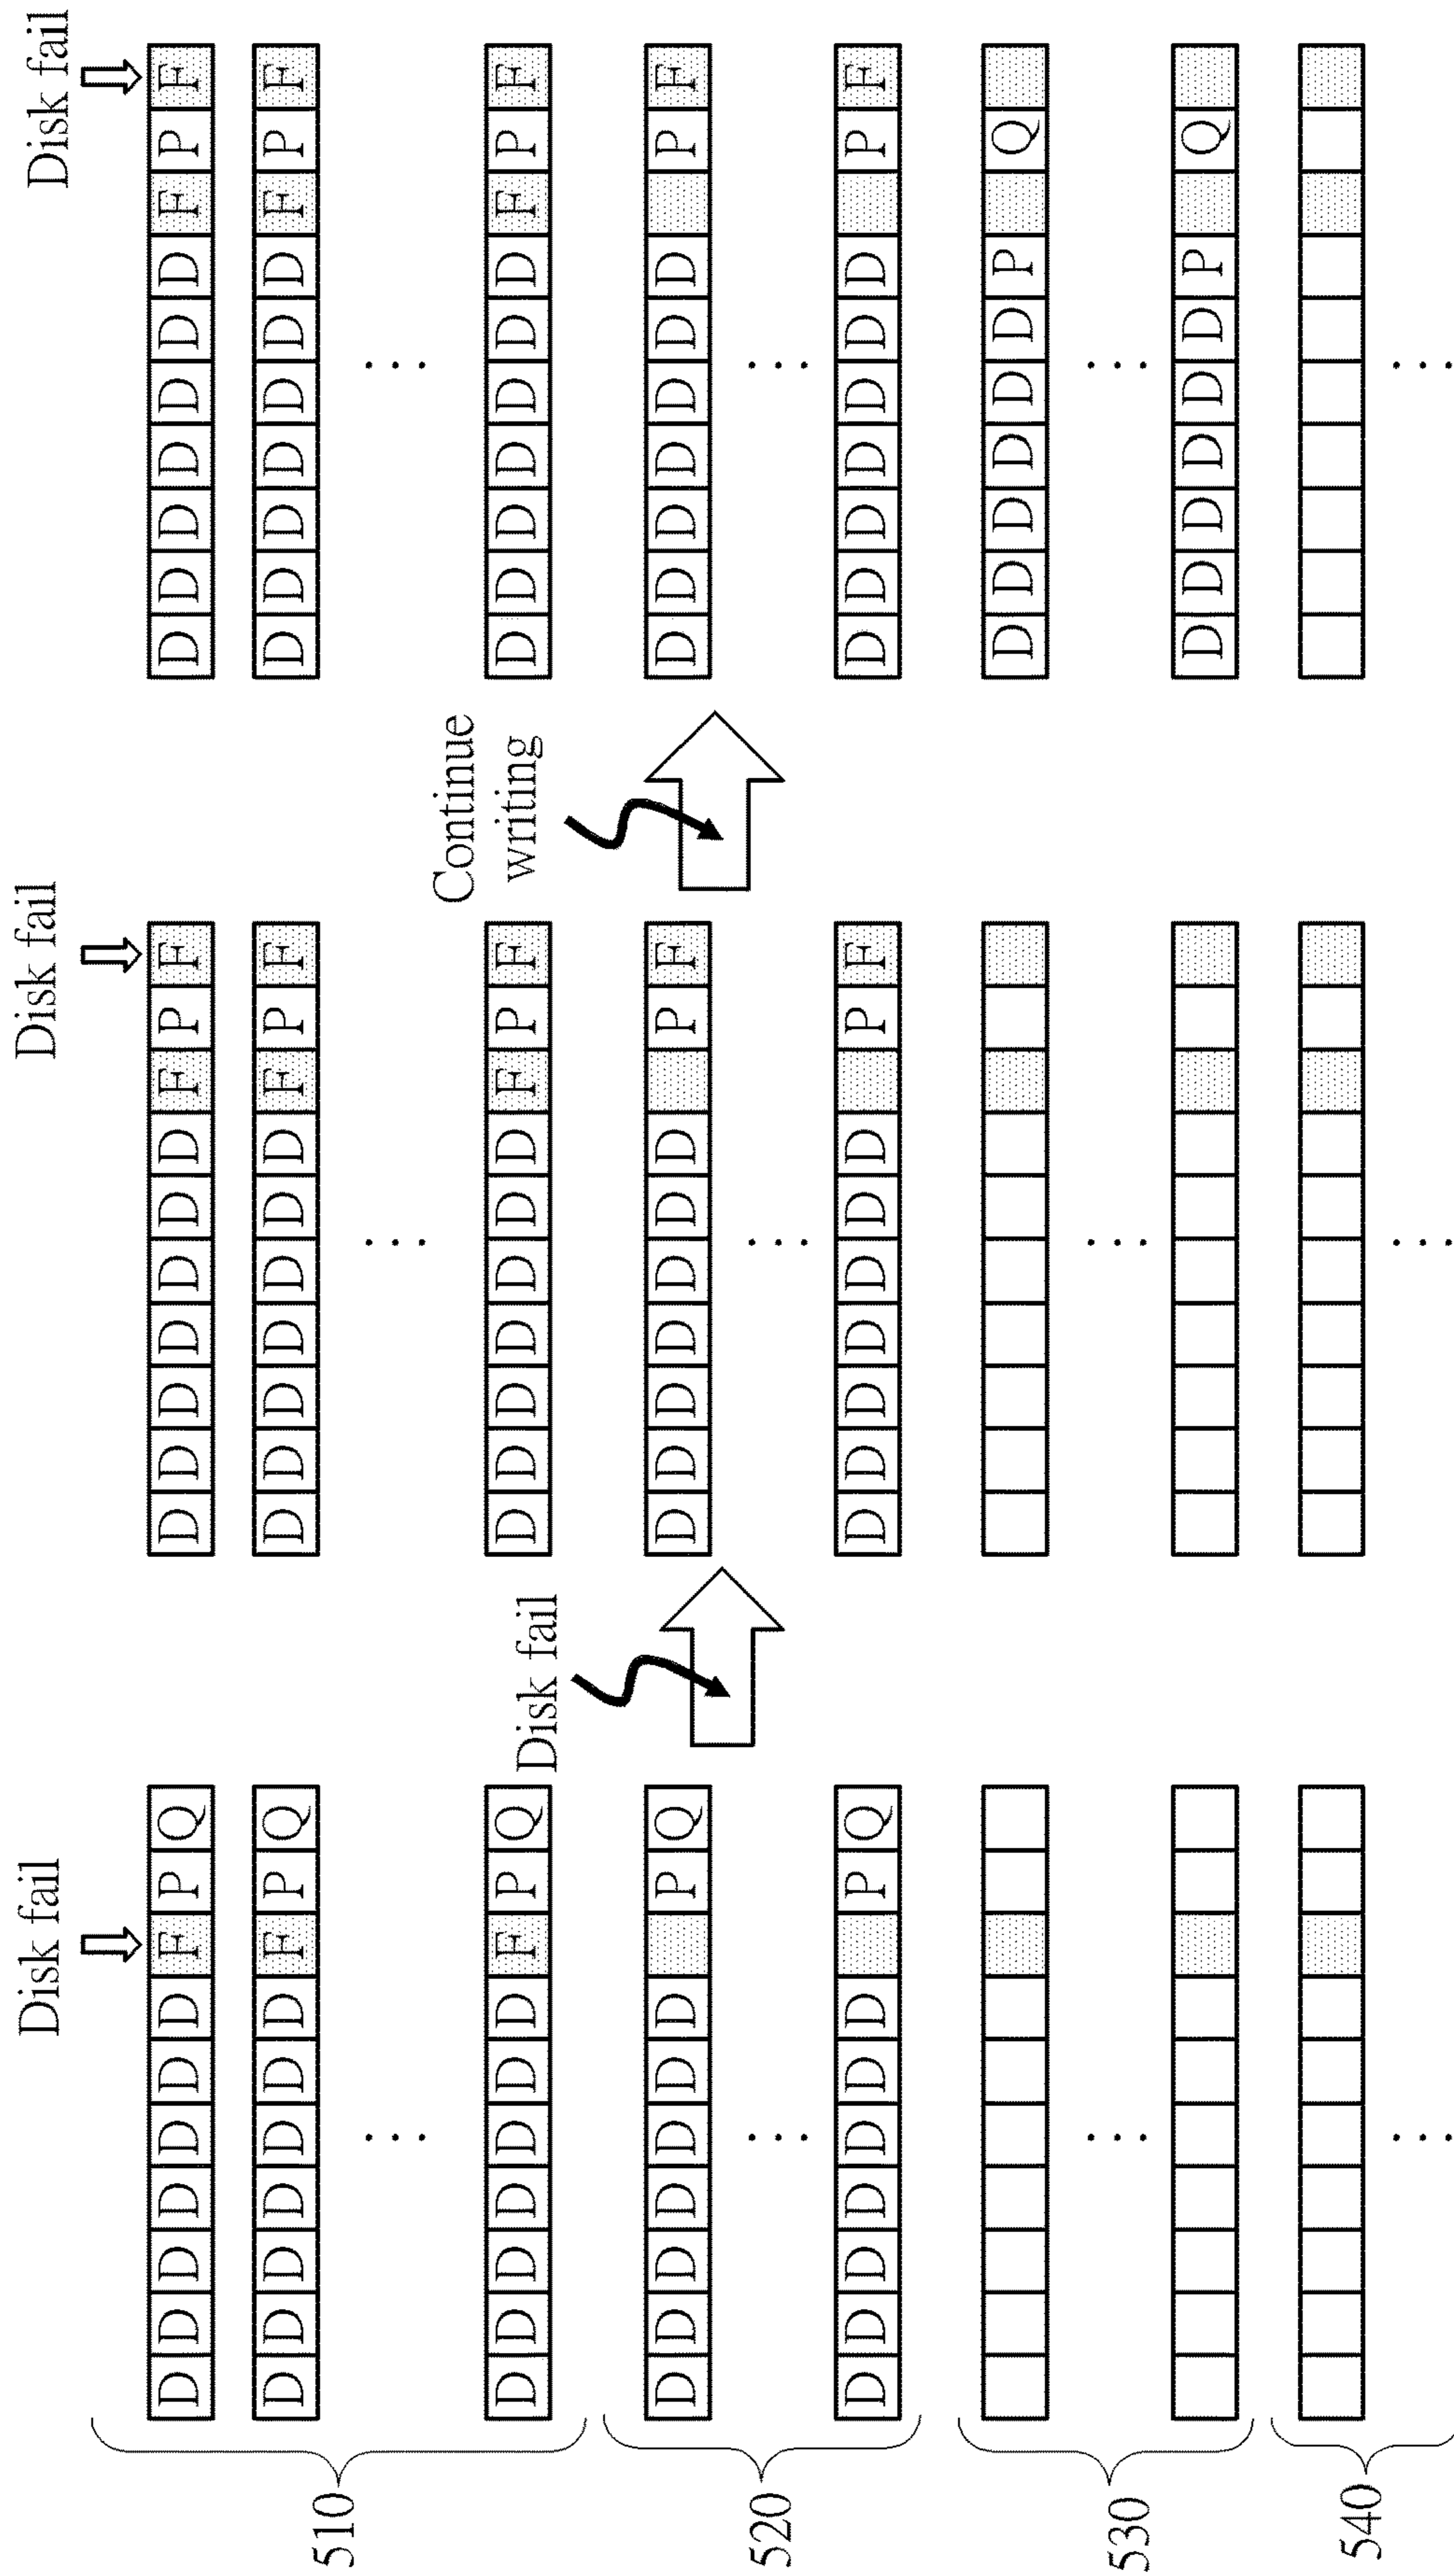 Disk fail Disk fail Disk fail
D D D D D D D F P Q D D D D D D D F P F D D D D D D D F P F
D D D D D D D F P Q D D D D D D D F P F D D D D D D D F P F
510
...
...
...
Continue
writing
D D D D D D D F P Q D D D D D D D F P F D D D D D D D F P F
Disk fail
D D D D D D D P Q D D D D D D D P F D D D D D D D P F
520
...
...
...
D D D D D D D P Q D D D D D D D P F D D D D D D D P F
D D D D D D P Q
530
...
...
...
D D D D D D P Q
540
...
...
...